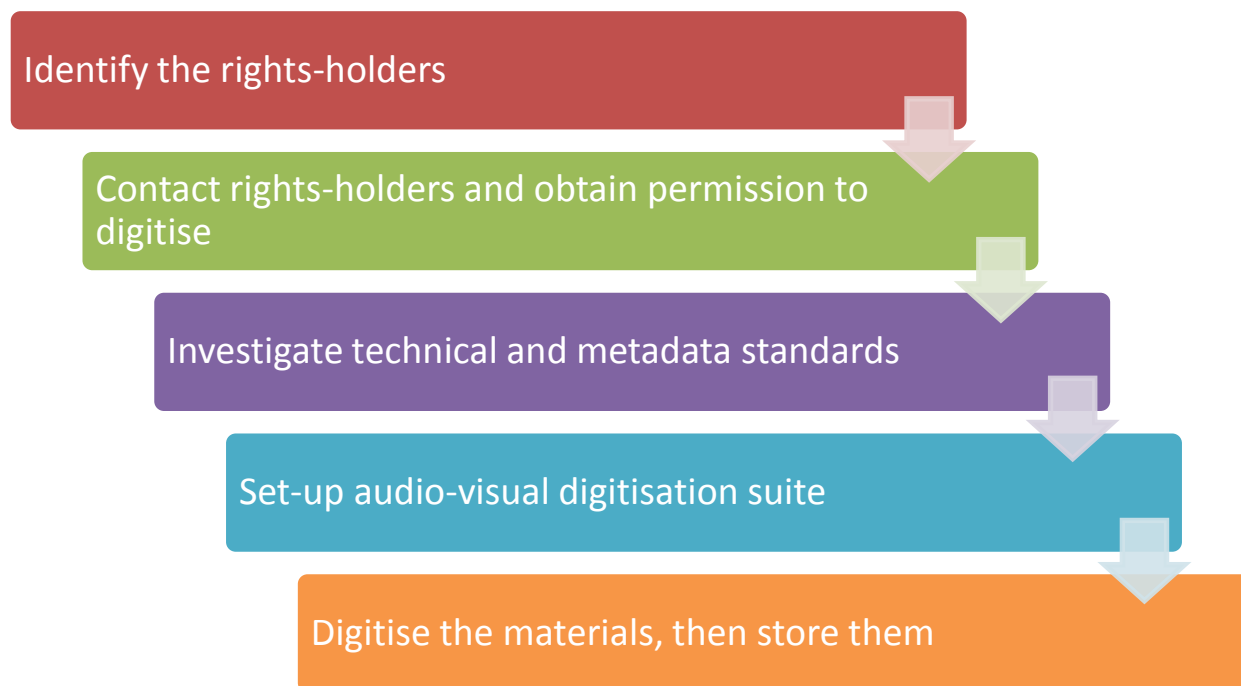 Identify the rights-holders
Contact rights-holders and obtain permission to
digitise
Investigate technical and metadata standards
Set-up audio-visual digitisation suite
Digitise the materials, then store them